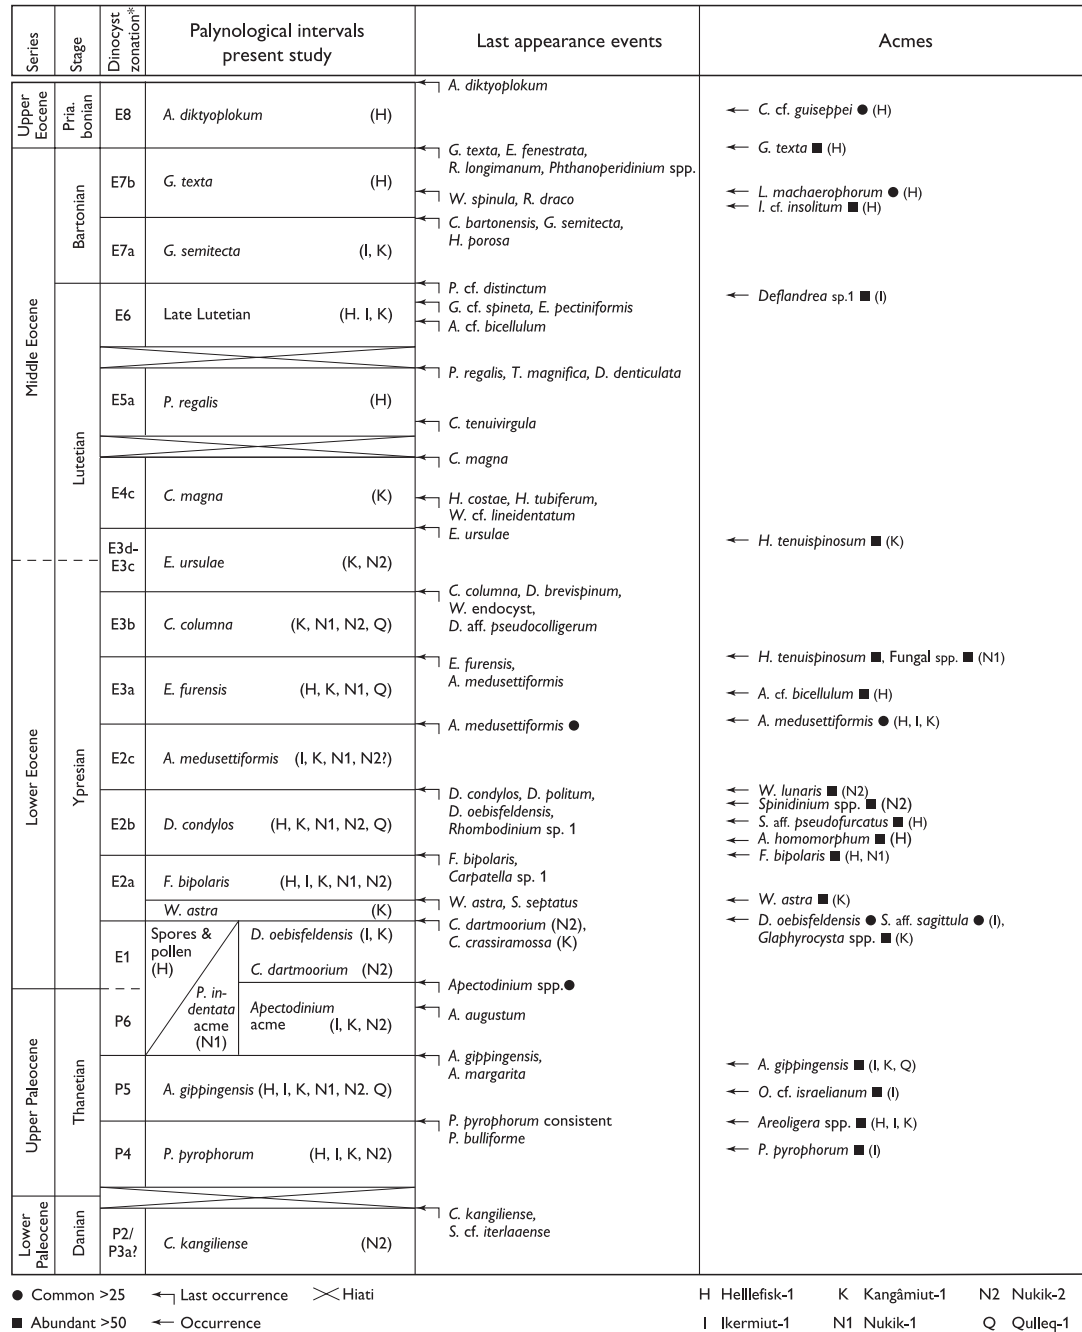 Series
Stage
Dinocyst zonation*
Palynological intervals
present study
Last appearance events
Acmes
Upper Eocene
Pria.
bonian
E8
A. diktyoplokum (H)
A. diktyoplokum
C. cf. guiseppei ● (H)
Middle Eocene
Bartonian
E7b
G. texta (H)
G. texta, E. fenestrata,
R. longimanum, Phthanoperidinium spp.
W. spinula, R. draco
G. texta ■ (H)
L. machaerophorum ● (H)
I. cf. insolitum ■ (H)
E7a
G. semitecta (I, K)
C. bartonensis, G. semitecta,
H. porosa
Lutetian
E6
Late Lutetian (H. I, K)
P. cf. distinctum
G. cf. spineta, E. pectiniformis
A. cf. bicellulum
Deflandrea sp.1 ■ (I)
E5a
P. regalis (H)
P. regalis, T. magnifica, D. denticulata
C. tenuivirgula
E4c
C. magna (K)
C. magna
H. costae, H. tubiferum,
W. cf. lineidentatum
E3d-
E3c
E. ursulae (K, N2)
E. ursulae
H. tenuispinosum ■ (K)
Lower Eocene
Ypresian
E3b
C. columna (K, N1, N2, Q)
C. columna, D. brevispinum,
W. endocyst,
D. aff. pseudocolligerum
E3a
E. furensis (H, K, N1, Q)
E. furensis,
A. medusettiformis
H. tenuispinosum ■, Fungal spp. ■ (N1)
A. cf. bicellulum ■ (H)
E2c
A. medusettiformis (I, K, N1, N2?)
A. medusettiformis ●
A. medusettiformis ● (H, I, K)
E2b
D. condylos (H, K, N1, N2, Q)
D. condylos, D. politum,
D. oebisfeldensis,
Rhombodinium sp. 1
W. lunaris ■ (N2)
Spinidinium spp. ■ (N2)
S. aff. pseudofurcatus ■ (H)
A. homomorphum ■ (H)
E2a
F. bipolaris (H, I, K, N1, N2)
F. bipolaris,
Carpatella sp. 1
F. bipolaris ■ (H, N1)
W. astra (K)
W. astra, S. septatus
W. astra ■ (K)
E1
Spores &
pollen
(H)
D. oebisfeldensis (I, K)
C. dartmoorium (N2)
C. dartmoorium (N2),
C. crassiramossa (K)
D. oebisfeldensis ● S. aff. sagittula ● (I),
Glaphyrocysta spp. ■ (K)
Upper Paleocene
Thanetian
P6
P. in-
dentata
acme
(N1)
Apectodinium
acme (I, K, N2)
Apectodinium spp.●
A. augustum
P5
A. gippingensis (H, I, K, N1, N2. Q)
A. gippingensis,
A. margarita
A. gippingensis ■ (I, K, Q)
O. cf. israelianum ■ (I)
P4
P. pyrophorum (H, I, K, N2)
P. pyrophorum consistent
P. bulliforme
Areoligera spp. ■ (H, I, K)
P. pyrophorum ■ (I)
Lower Paleocene
Danian
P2/
P3a?
C. kangiliense (N2)
C. kangiliense,
S. cf. iterlaaense
● Common >25 Last occurrence Hiati H Helllefisk-1 K Kangâmiut-1 N2 Nukik-2
■ Abundant >50 Occurrence I Ikermiut-1 N1 Nukik-1 Q Qulleq-1